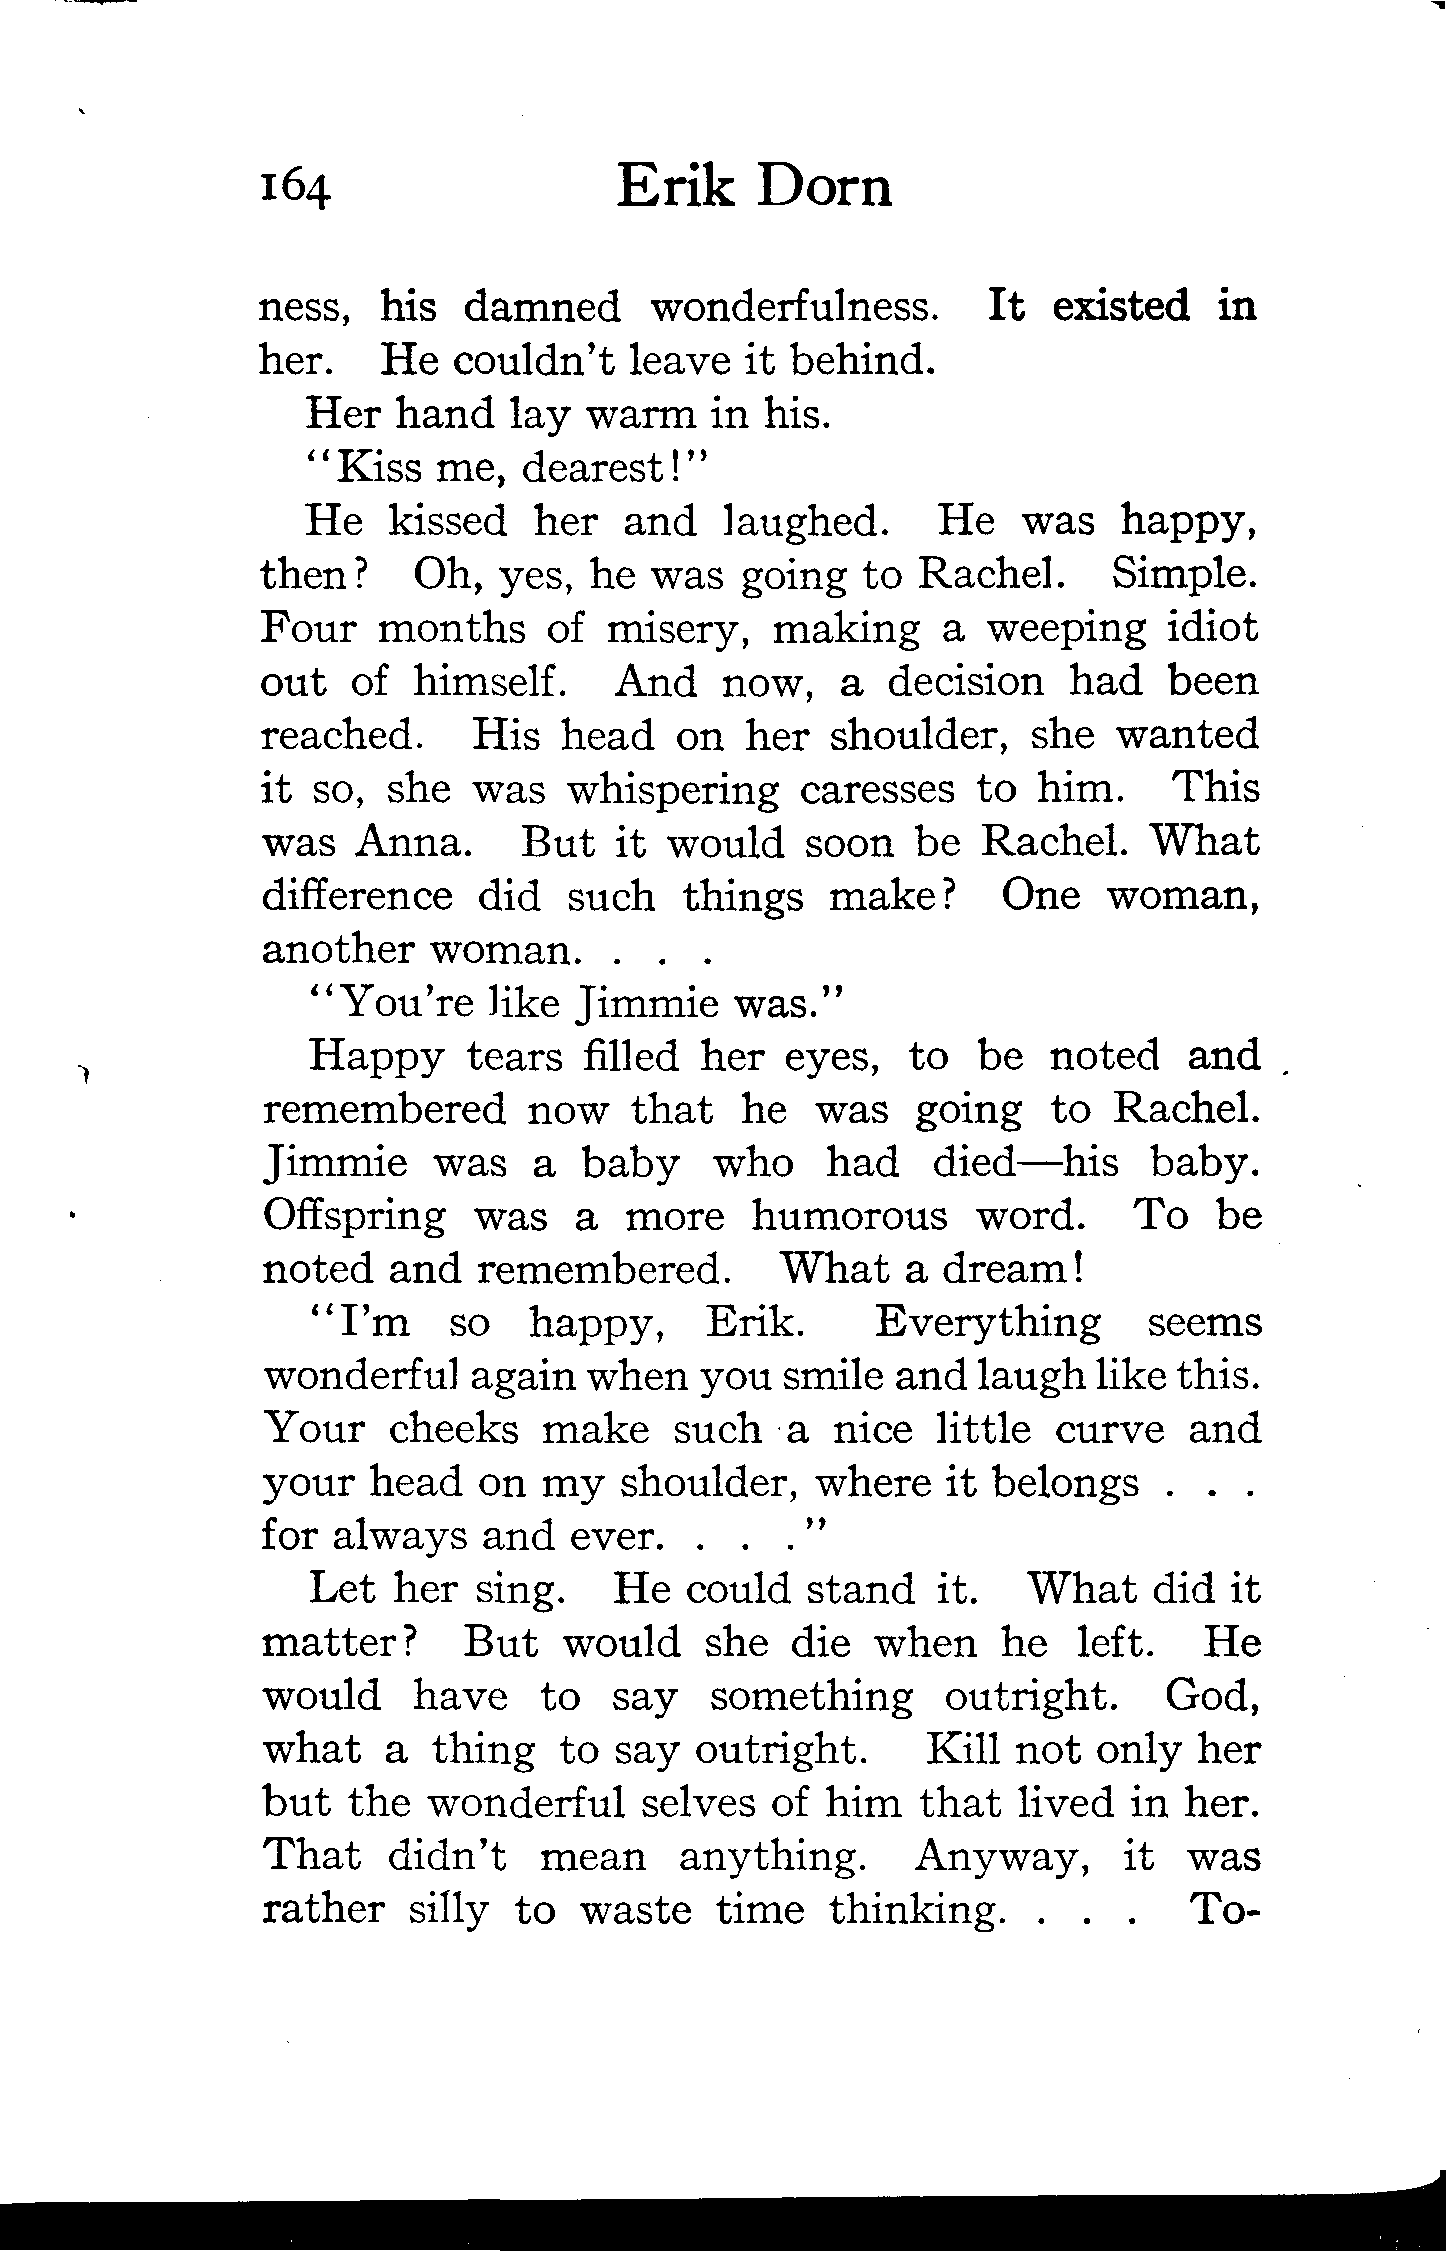 164 Erik Dorn
ness, his damned wonderfulness. It existed in
her. He couldn't leave it behind.
Her hand lay warm in his.
"Kiss me, dearest!"
He kissed her and laughed. He was happy,
then? Oh, yes, he was going to Rachel. Simple.
Four months of misery, making a weeping idiot
out of himself. And now, a decision had been
reached. His head on her shoulder, she wanted
it so, she was whispering caresses to him. This
was Anna. But it would soon be Rachel. What
difference did such things make? One woman,
another woman. . . .
"You're like Jimmie was."
Happy tears filled her eyes, to be noted and
remembered now that he was going to Rachel.
Jimmie was a baby who had died—his baby.
Offspring was a more humorous word. To be
noted and remembered. What a dream!
"I'm so happy, Erik. Everything seems
wonderful again when you smile and laugh like this.
Your cheeks make such a nice little curve and
your head on my shoulder, where it belongs . . .
for always and ever. . . ."
Let her sing. He could stand it. What did it
matter? But would she die when he left. He
would have to say something outright. God,
what a thing to say outright. Kill not only her
but the wonderful selves of him that lived in her.
That didn't mean anything. Anyway, it was
rather silly to waste time thinking. . . . To-